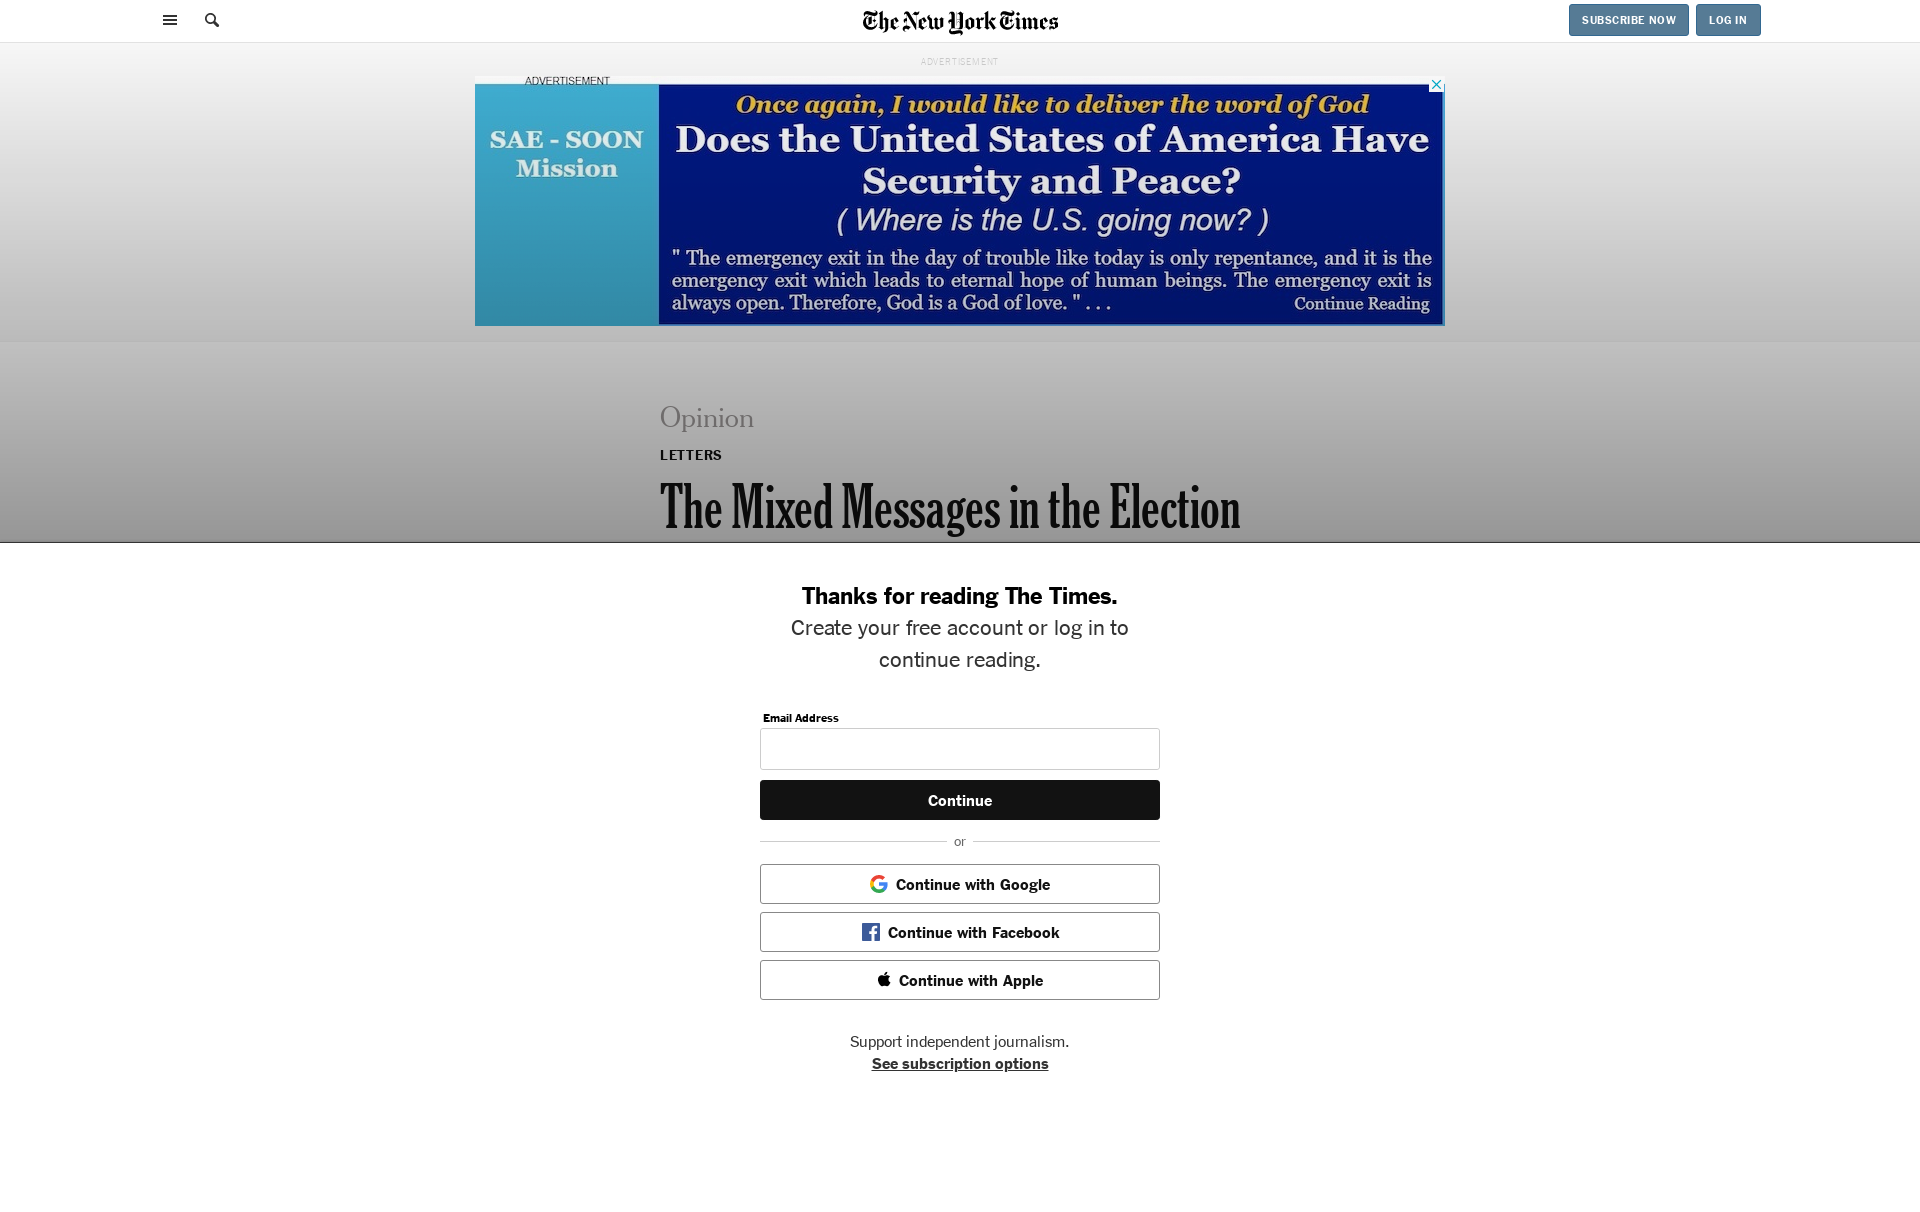 The New York Times
SUBSCRIBE NOW
LOG IN
ADVERTISEMENT
ADVERTISEMENT
SAE - SOON
Mission
Once again, I would like to deliver the word of God
Does the United States of America Have
Security and Peace?
( Where is the U.S. going now? )
" The emergency exit in the day of trouble like today is only repentance, and it is the
emergency exit which leads to eternal hope of human beings. The emergency exit is
always open. Therefore, God is a God of love. " . . .
Continue Reading
Opinion
LETTERS
The Mixed Messages in the Election
Thanks for reading The Times.
Create your free account or log in to
continue reading.
Email Address
Continue
or
Continue with Google
Continue with Facebook
Continue with Apple
Support independent journalism.
See subscription options